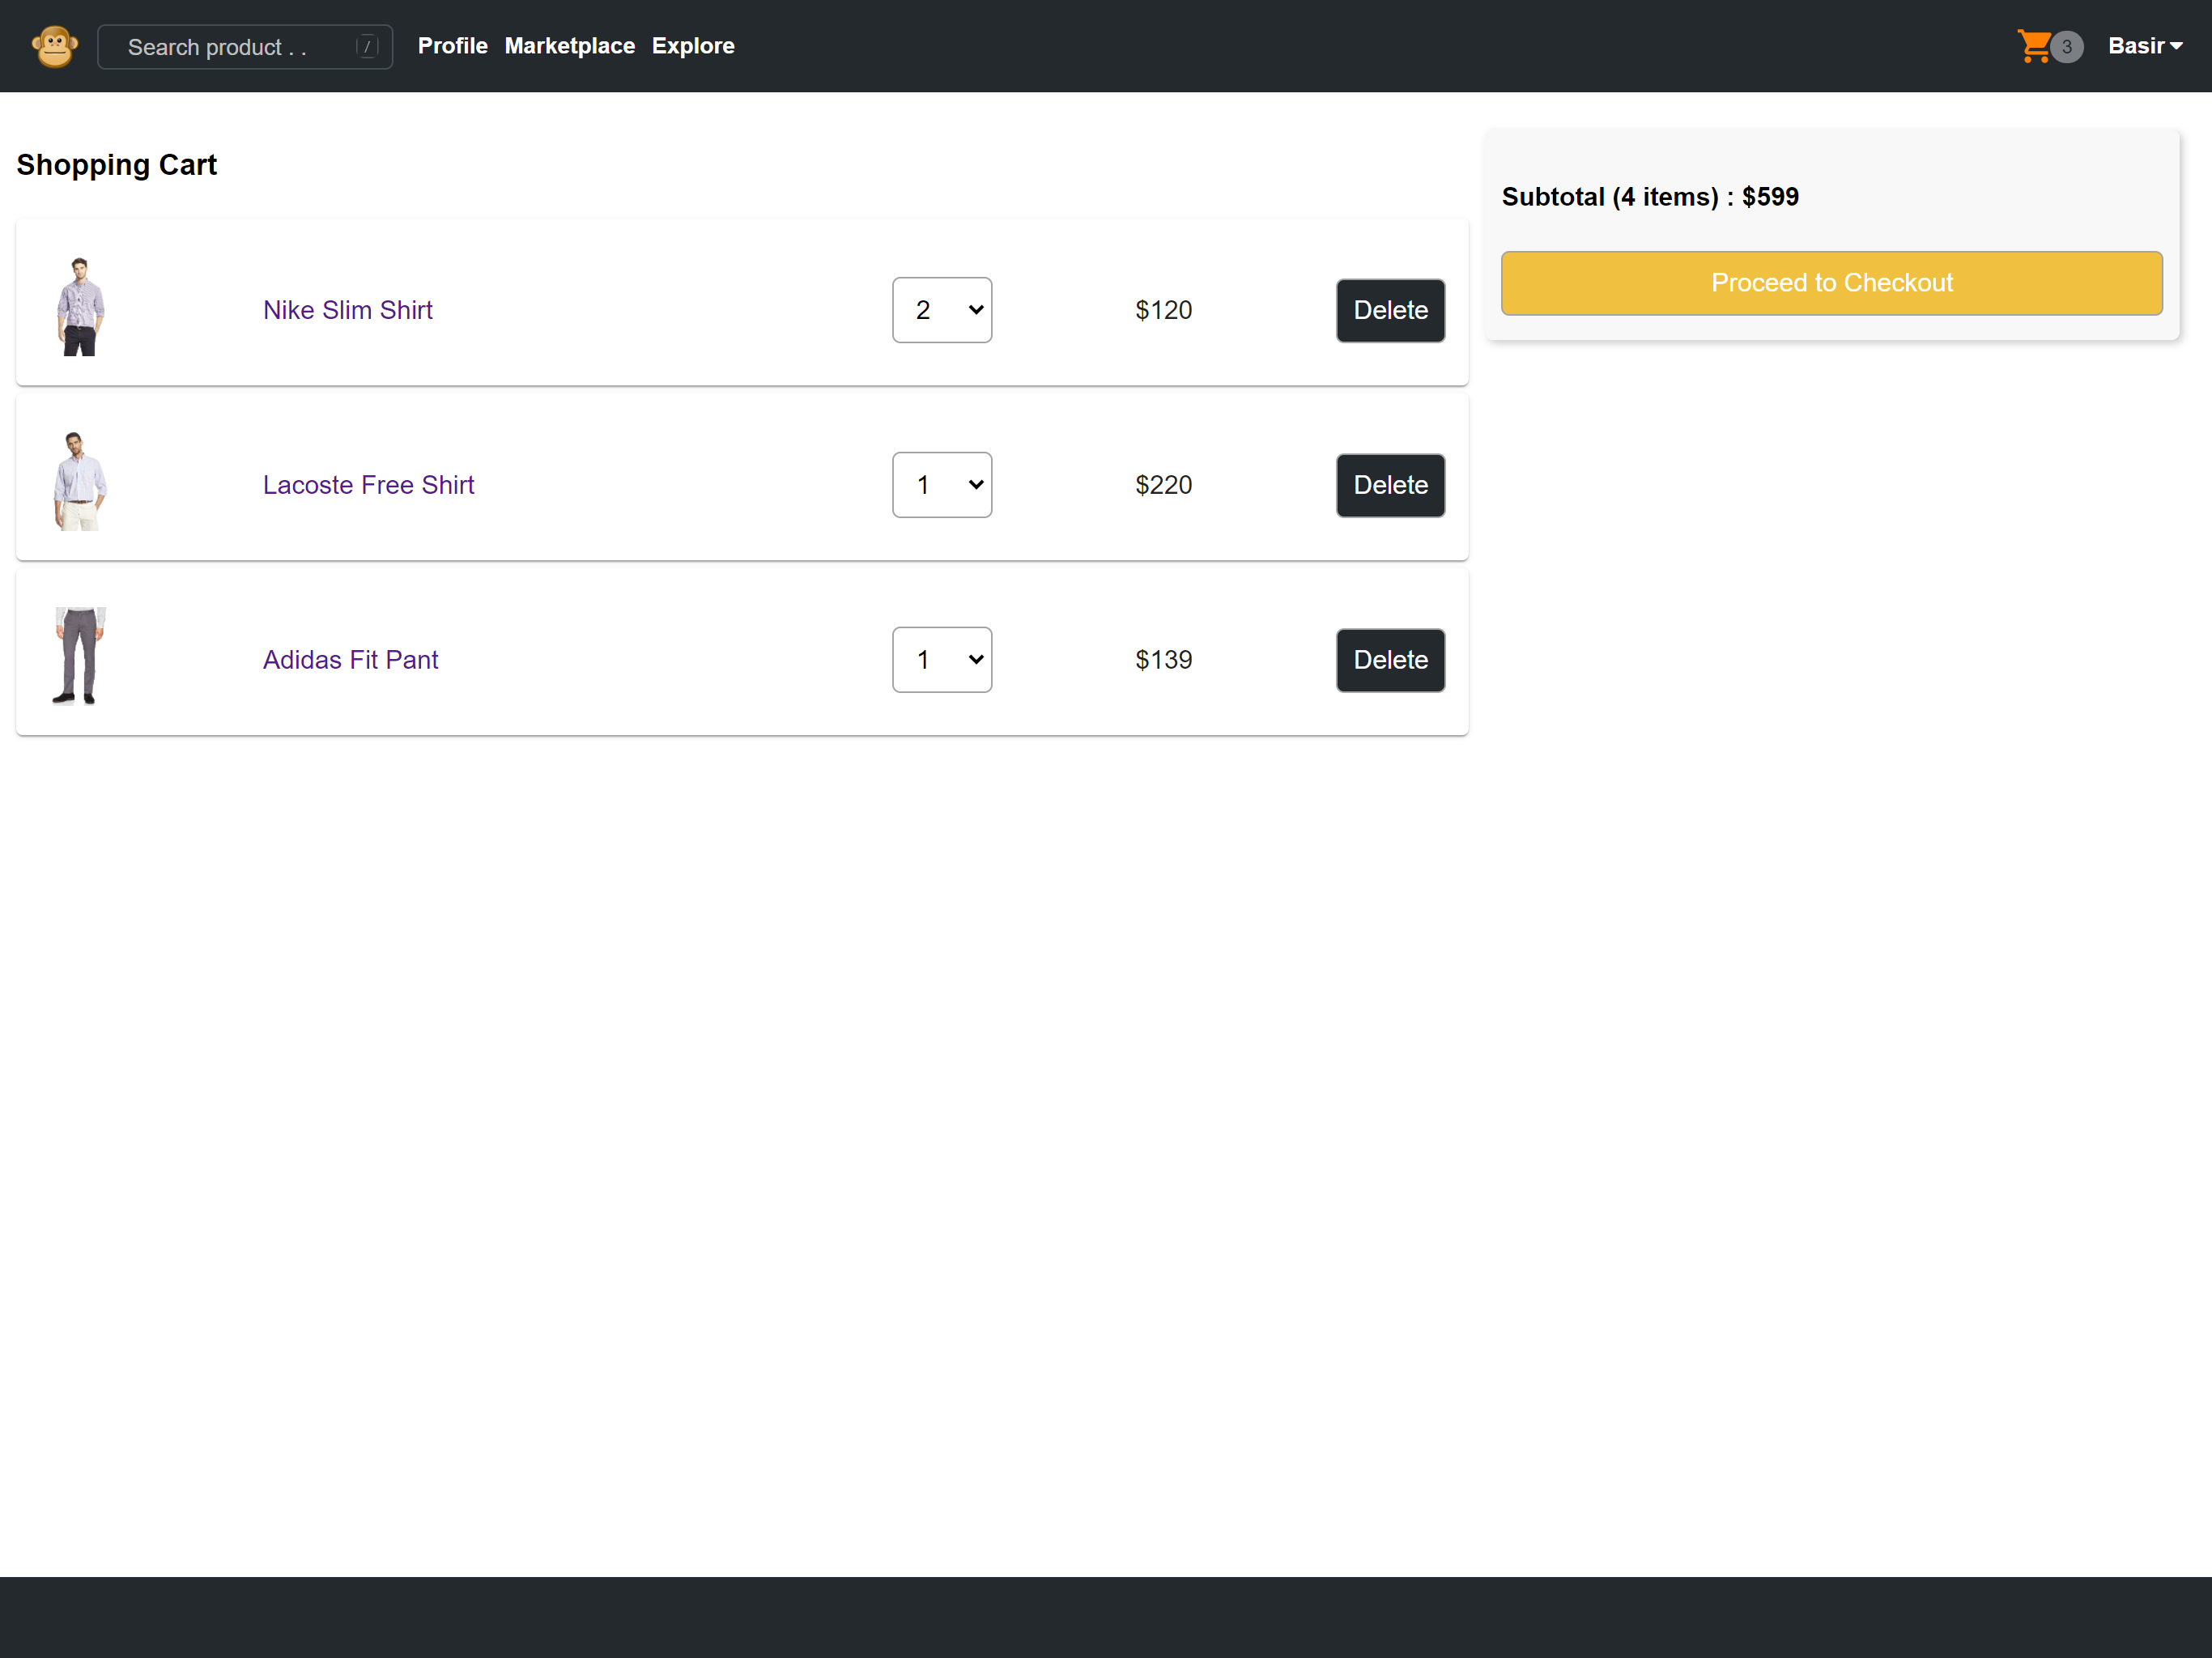 Search product . . /
Profile Marketplace Explore
3 Basir
Shopping Cart
Nike Slim Shirt 2 $120 Delete
Lacoste Free Shirt 1 $220 Delete
Adidas Fit Pant 1 $139 Delete
Subtotal (4 items) : $599
Proceed to Checkout